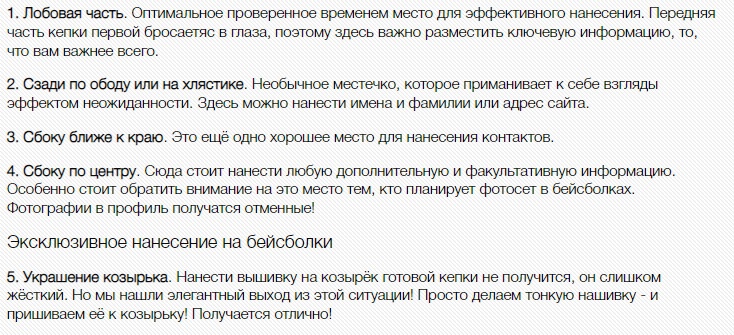 1. Лобовая часть. Оптимальное проверенное временем место для эффективного нанесения. Передняя
часть кепки первой бросаетяс в глаза, поэтому здесь важно разместить ключевую информацию, то,
что вам важнее всего.
2. Сзади по ободу или на хлястике. Необычное местечко, которое приманивает к себе взгляды
эффектом неожиданности. Здесь можно нанести имена и фамилии или адрес сайта.
3. Сбоку ближе к краю. Это ещё одно хорошее место для нанесения контактов.
4. Сбоку по центру. Сюда стоит нанести любую дополнительную и факультативную информацию.
Особенно стоит обратить внимание на это место тем, кто планирует фотосет в бейсболках.
Фотографии в профиль получатся отменные!
Эксклюзивное нанесение на бейсболки
5. Украшение козырька. Нанести вышивку на козырёк готовой кепки не получится, он слишком
жёсткий. Но мы нашли элегантный выход из этой ситуации! Просто делаем тонкую нашивку - и
пришиваем её к козырьку! Получается отлично!